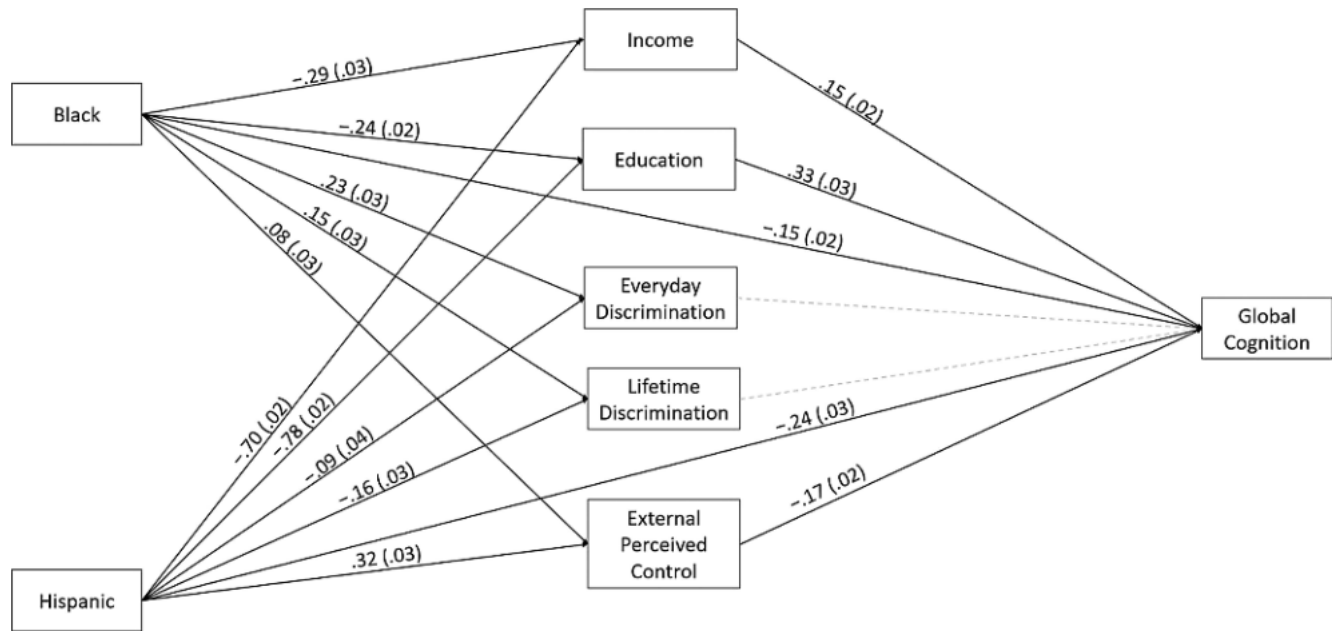 Income
−.29 (.03)
Black
.15 (.02)
−.24 (.02)
Education
.33 (.03)
.23 (.03)
.15 (.03)
.08 (.03)
−.15 (.02)
Everyday
Discrimination
Global
Cognition
Lifetime
Discrimination
−.70 (.02)
−.78 (.02)
−.09 (.04)
−.16 (.03)
−.24 (.03)
−.17 (.02)
External
Perceived
Control
.32 (.03)
Hispanic